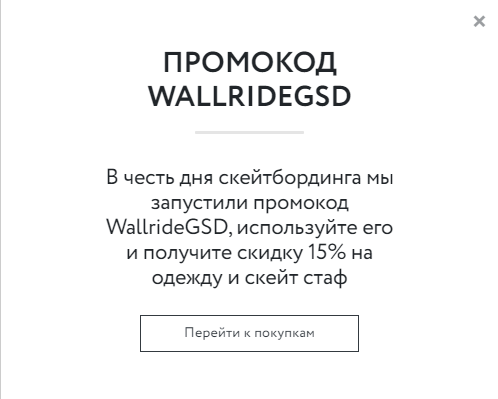 ПРОМОКОД
WALLRIDEGSD
В честь дня скейтбординга мы
запустили промокод
WallrideGSD, используйте его
и получите скидку 15% на
одежду и скейт стаф
Перейти к покупкам